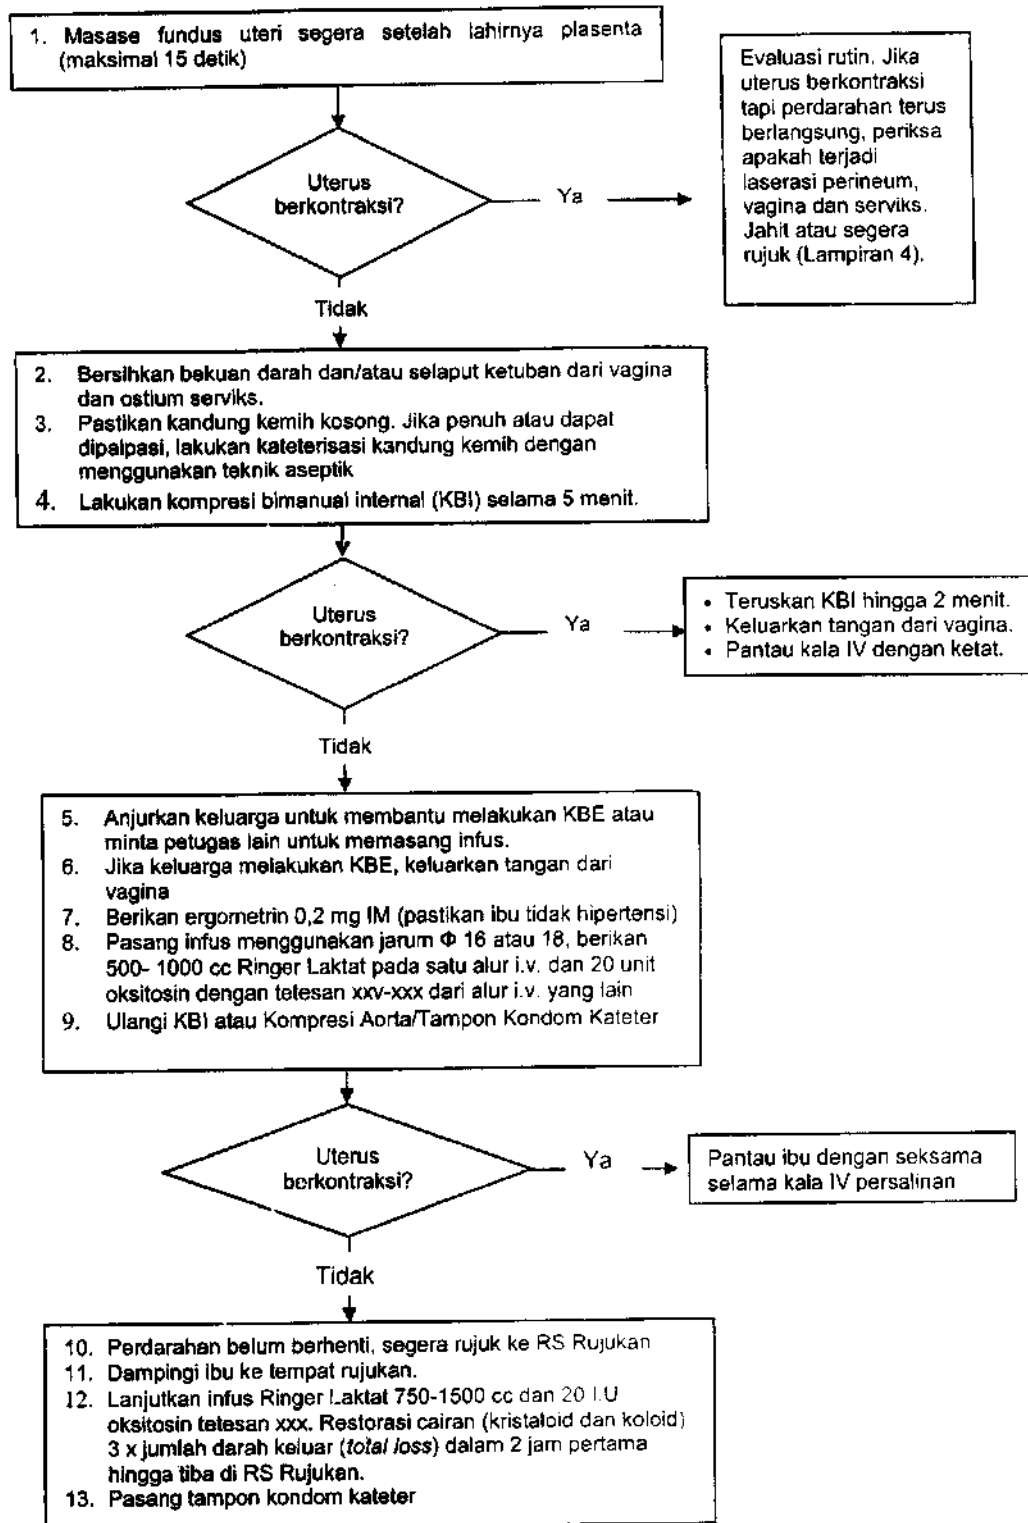 1. Masase fundus uteri segera setelah lahirnya plasenta
(maksimal 15 detik)
Evaluasi rutin. Jika
uterus berkontraksi
tapi perdarahan terus
berlangsung, periksa
apakah terjadi
laserasi perineum,
vagina dan serviks.
Jahit atau segera
rujuk (Lampiran 4).
Uterus
berkontraksi?
Ya
Tidak
2. Bersihkan bekuan darah dan/atau selaput ketuban dari vagina
dan ostium serviks.
3. Pastikan kandung kemih kosong. Jika penuh atau dapat
dipalpasi, lakukan kateterisasi kandung kemih dengan
menggunakan teknik aseptik
4. Lakukan kompresi bimanual internal (KBI) selama 5 menit.
Uterus
berkontraksi?
Ya
• Teruskan KBI hingga 2 menit.
• Keluarkan tangan dari vagina.
• Pantau kala IV dengan ketat.
Tidak
5. Anjurkan keluarga untuk membantu melakukan KBE atau
minta petugas lain untuk memasang infus.
6. Jika keluarga melakukan KBE, keluarkan tangan dari
vagina
7. Berikan ergometrin 0,2 mg IM (pastikan ibu tidak hipertensi)
8. Pasang infus menggunakan jarum Φ 16 atau 18, berikan
500- 1000 cc Ringer Laktat pada satu alur i.v. dan 20 unit
oksitosin dengan tetesan xxv-xxx dari alur i.v. yang lain
9. Ulangi KBI atau Kompresi Aorta/Tampon Kondom Kateter
Uterus
berkontraksi?
Ya
Pantau ibu dengan seksama
selama kala IV persalinan
Tidak
10. Perdarahan belum berhenti, segera rujuk ke RS Rujukan
11. Dampingi ibu ke tempat rujukan.
12. Lanjutkan infus Ringer Laktat 750-1500 cc dan 20 I.U
oksitosin tetesan xxx. Restorasi cairan (kristaloid dan koloid)
3 x jumlah darah keluar (total loss) dalam 2 jam pertama
hingga tiba di RS Rujukan.
13. Pasang tampon kondom kateter